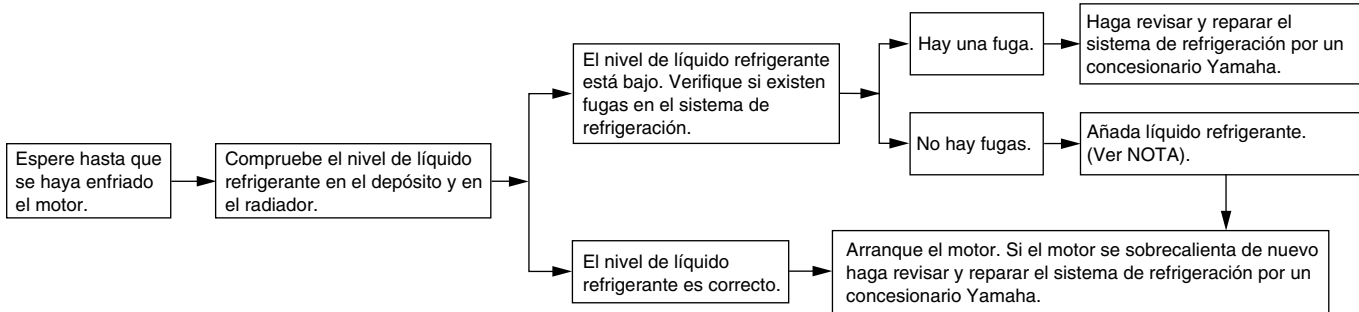 Espere hasta que
se haya enfriado
el motor.
Compruebe el nivel de líquido
refrigerante en el depósito y en
el radiador.
El nivel de líquido refrigerante
está bajo. Verifique si existen
fugas en el sistema de
refrigeración.
Hay una fuga.
Haga revisar y reparar el
sistema de refrigeración por un
concesionario Yamaha.
No hay fugas.
Añada líquido refrigerante.
(Ver NOTA).
El nivel de líquido
refrigerante es correcto.
Arranque el motor. Si el motor se sobrecalienta de nuevo
haga revisar y reparar el sistema de refrigeración por un
concesionario Yamaha.